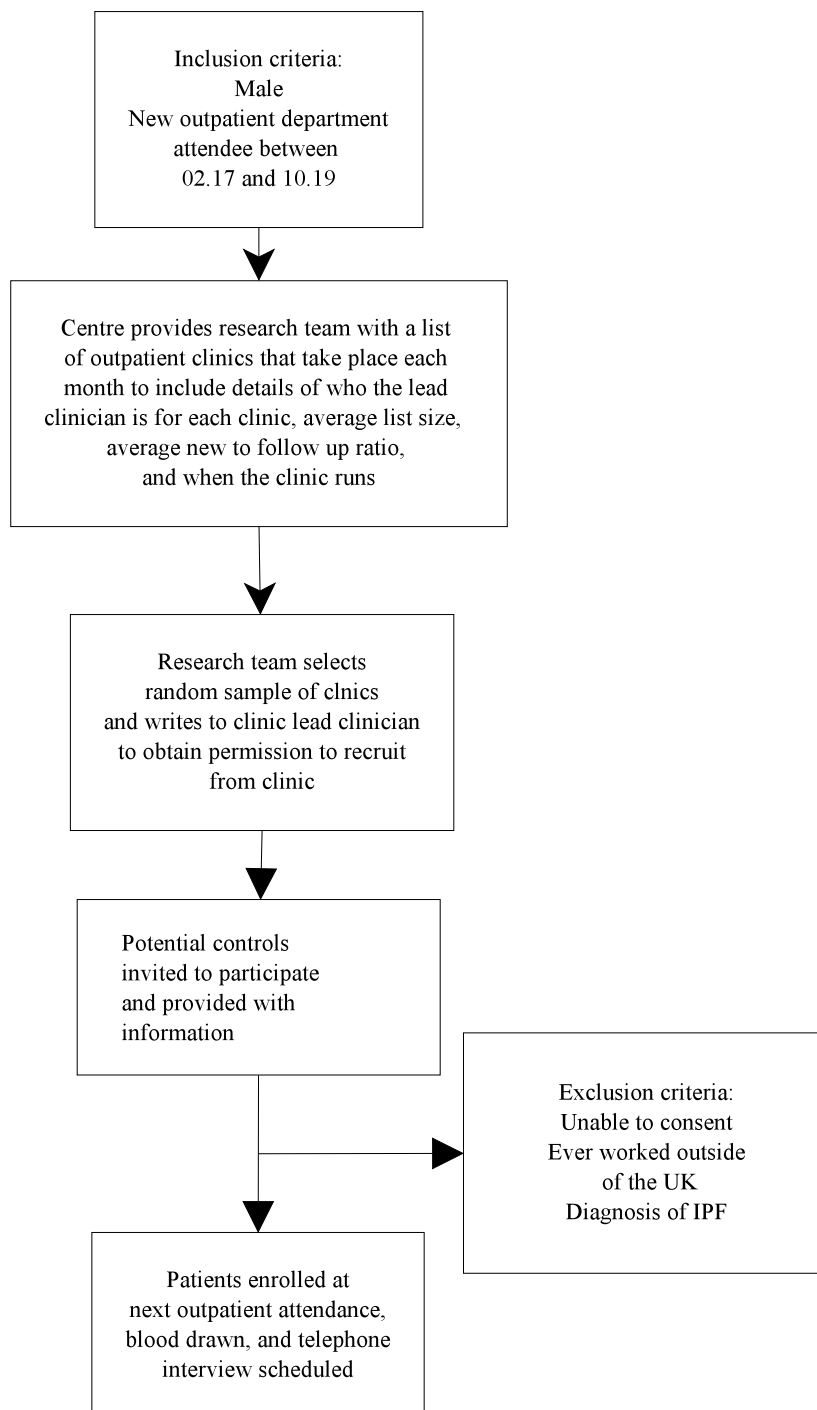 Inclusion criteria:
Male
New outpatient department
attendee between
02.17 and 10.19
Centre provides research team with a list
of outpatient clinics that take place each
month to include details of who the lead
clinician is for each clinic, average list size,
average new to follow up ratio,
and when the clinic runs
Research team selects
random sample of clnics
and writes to clinic lead clinician
to obtain permission to recruit
from clinic
Potential controls
invited to participate
and provided with
information
Exclusion criteria:
Unable to consent
Ever worked outside
of the UK
Diagnosis of IPF
Patients enrolled at
next outpatient attendance,
blood drawn, and telephone
interview scheduled